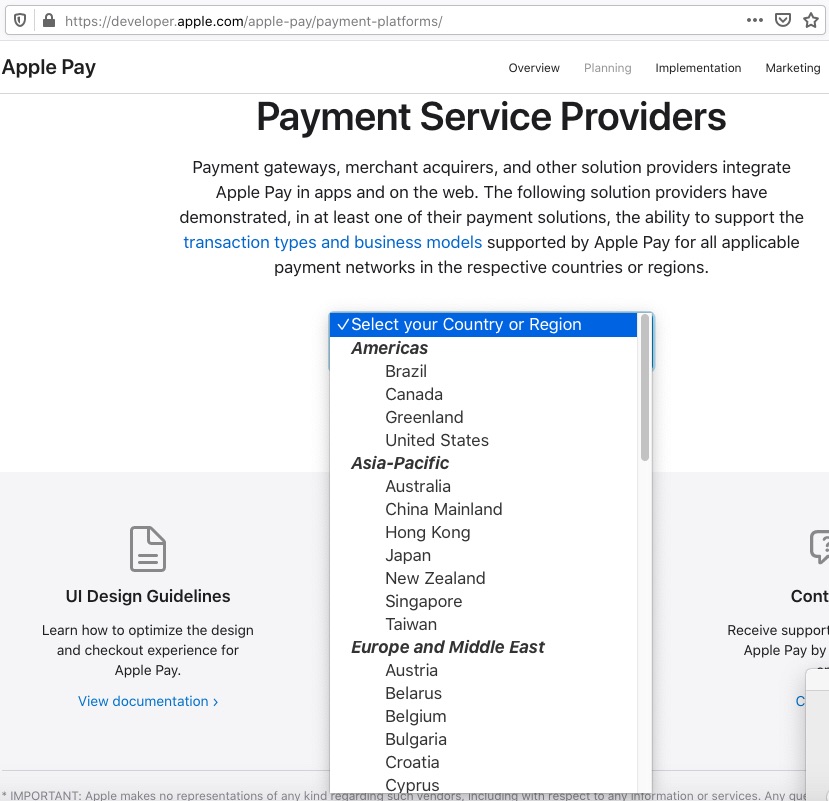 https://developer.apple.com/apple-pay/payment-platforms/
Apple Pay
Overview
Planning
Implementation
Marketing
Payment Service Providers
Payment gateways, merchant acquirers, and other solution providers integrate
Apple Pay in apps and on the web. The following solution providers have
demonstrated, in at least one of their payment solutions, the ability to support the
transaction types and business models supported by Apple Pay for all applicable
payment networks in the respective countries or regions.
✓Select your Country or Region
Americas
Brazil
Canada
Greenland
United States
Asia-Pacific
Australia
China Mainland
Hong Kong
Japan
New Zealand
Singapore
Taiwan
Europe and Middle East
Austria
Belarus
Belgium
Bulgaria
Croatia
Cyprus
UI Design Guidelines
Learn how to optimize the design
and checkout experience for
Apple Pay.
View documentation ›
Cont
Receive support
Apple Pay by
C
* IMPORTANT: Apple makes no representations of any kind regarding such vendors, including with respect to any information or services. Any que